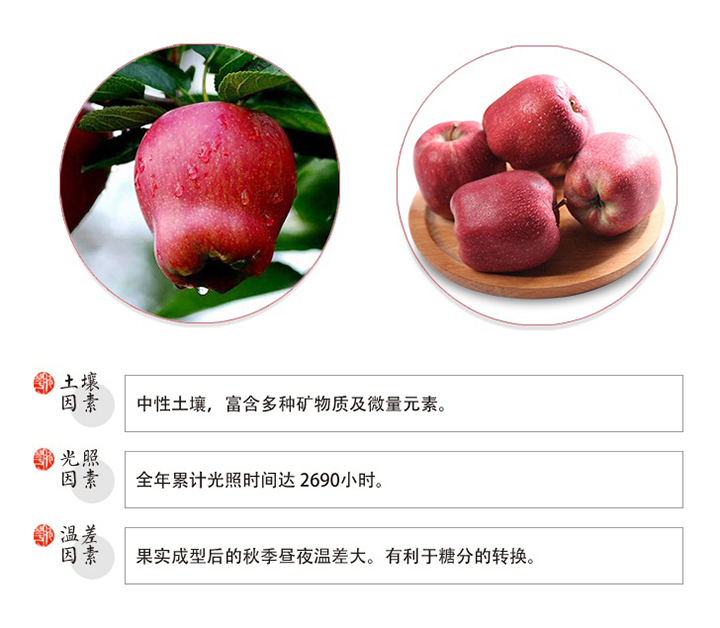 土壤
因素
中性土壤，富含多种矿物质及微量元素。
光照
因素
全年累计光照时间达 2690小时。
温差
因素
果实成型后的秋季昼夜温差大。有利于糖分的转换。